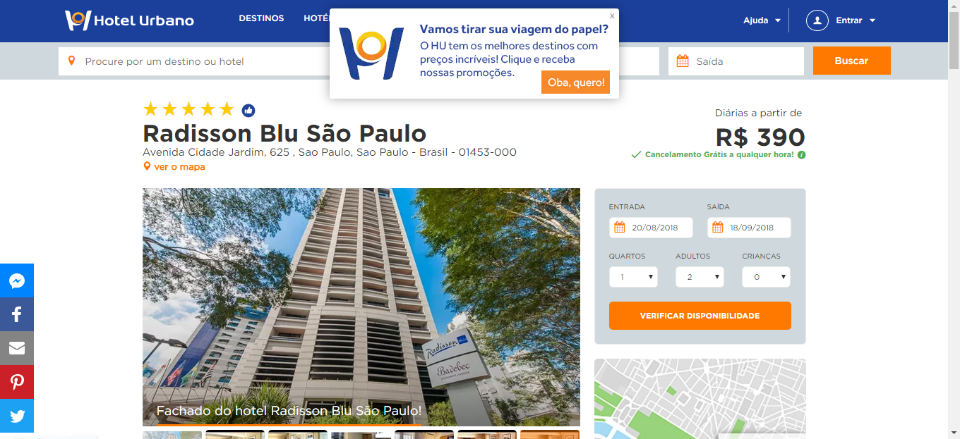 Hotel Urbano
DESTINOS
HOTÉ
Ajuda
Entrar
Vamos tirar sua viagem do papel?
O HU tem os melhores destinos com
preços incríveis! Clique e receba
nossas promoções.
Oba, quero!
x
Procure por um destino ou hotel
Saída
Buscar
Radisson Blu São Paulo
Avenida Cidade Jardim, 625 , Sao Paulo, Sao Paulo - Brasil - 01453-000
ver o mapa
Diárias a partir de
R$ 390
Cancelamento Grátis a qualquer hora!
Radisson
Badebec
Fachado do hotel Radisson Blu São Paulo!
ENTRADA
SAÍDA
20/08/2018
18/09/2018
QUARTOS
ADULTOS
CRIANÇAS
1
2
0
VERIFICAR DISPONIBILIDADE